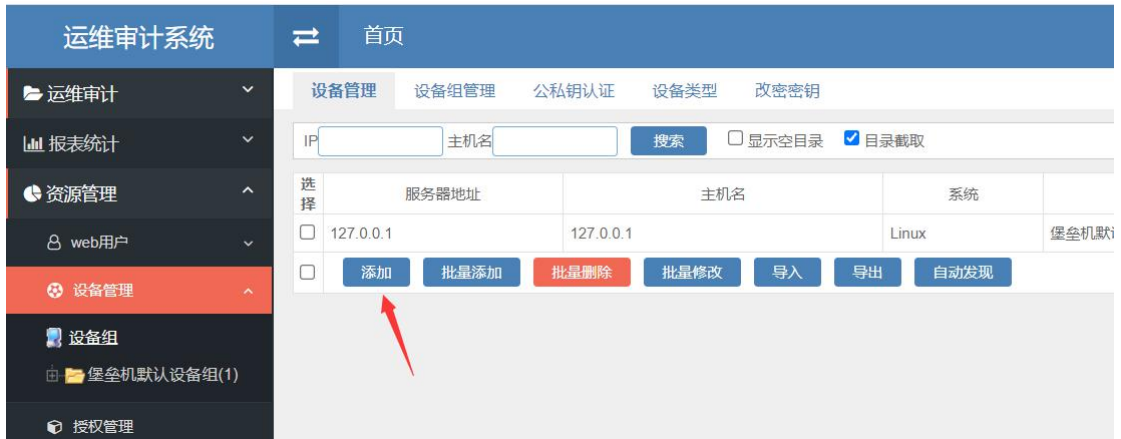 运维审计系统 首页
运维审计
报表统计
资源管理
web用户
设备管理
设备组
堡垒机默认设备组(1)
授权管理
设备管理 设备组管理 公私钥认证 设备类型 改密密钥
IP 主机名 搜索 显示空目录 目录截取
选择 服务器地址 主机名 系统
127.0.0.1 127.0.0.1 Linux 堡垒机默
添加 批量添加 批量删除 批量修改 导入 导出 自动发现